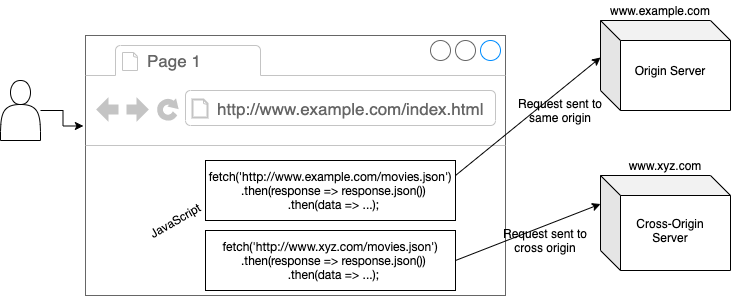 www.example.com
Page 1
Origin Server
http://www.example.com/index.html
Request sent to
same origin
www.xyz.com
JavaScript
fetch('http://www.example.com/movies.json')
.then(response => response.json())
.then(data => ...);
fetch('http://www.xyz.com/movies.json')
.then(response => response.json())
.then(data => ...);
Request sent to
cross origin
Cross-Origin
Server